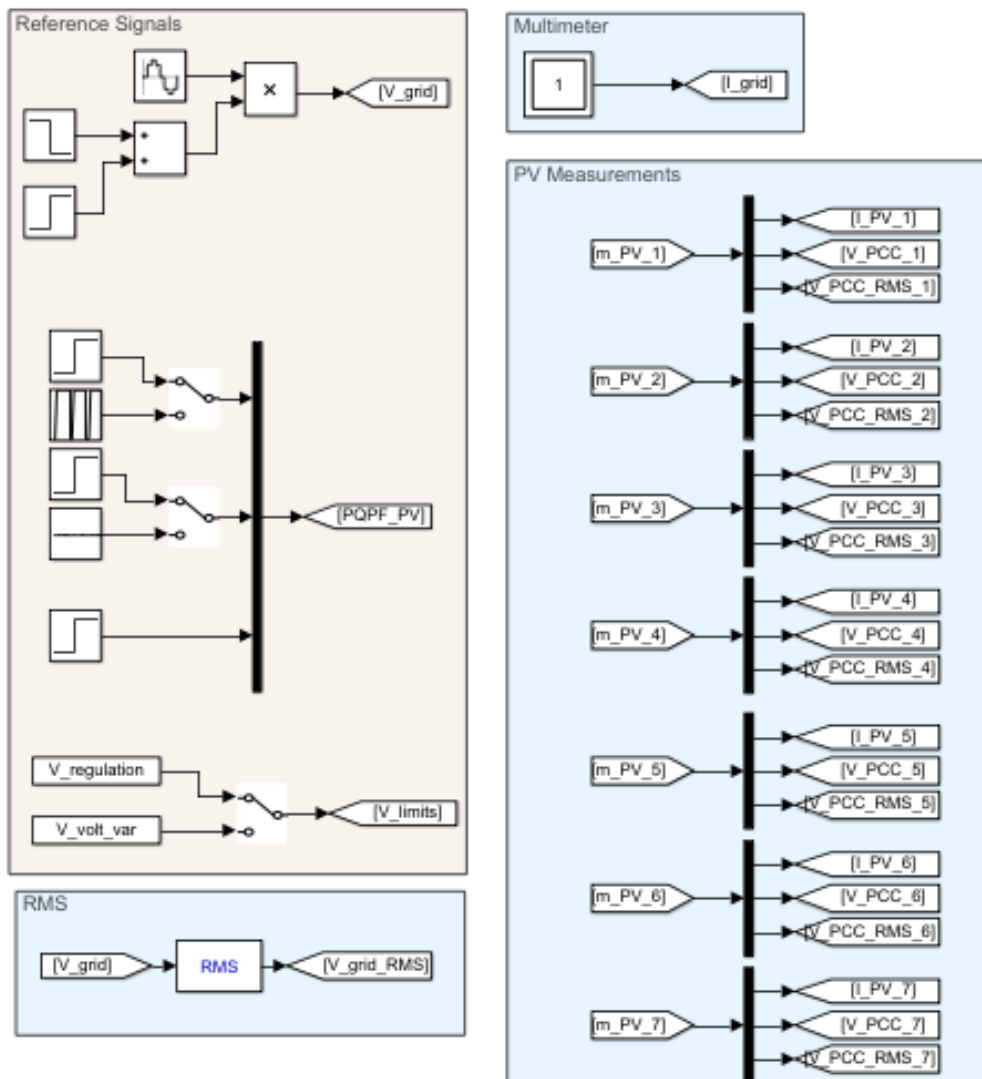 Reference Signals
×
[V_grid]
+
+
[PQPF_PV]
V_regulation
V_volt_var
[V_limits]
RMS
[V_grid]
RMS
[V_grid_RMS]
Multimeter
1
[I_grid]
PV Measurements
[m_PV_1]
[I_PV_1]
[V_PCC_1]
[V_PCC_RMS_1]
[m_PV_2]
[I_PV_2]
[V_PCC_2]
[V_PCC_RMS_2]
[m_PV_3]
[I_PV_3]
[V_PCC_3]
[V_PCC_RMS_3]
[m_PV_4]
[I_PV_4]
[V_PCC_4]
[V_PCC_RMS_4]
[m_PV_5]
[I_PV_5]
[V_PCC_5]
[V_PCC_RMS_5]
[m_PV_6]
[I_PV_6]
[V_PCC_6]
[V_PCC_RMS_6]
[m_PV_7]
[I_PV_7]
[V_PCC_7]
[V_PCC_RMS_7]